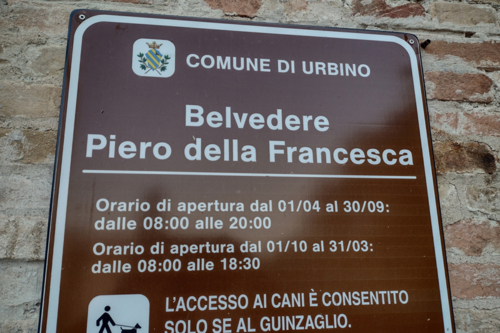 COMUNE DI URBINO
Belvedere
Piero della Francesca
Orario di apertura dal 01/04 al 30/09:
dalle 08:00 alle 20:00
Orario di apertura dal 01/10 al 31/03:
dalle 08:00 alle 18:30
L'ACCESSO AI CANI È CONSENTITO
SOLO SE AL GUINZAGLIO.